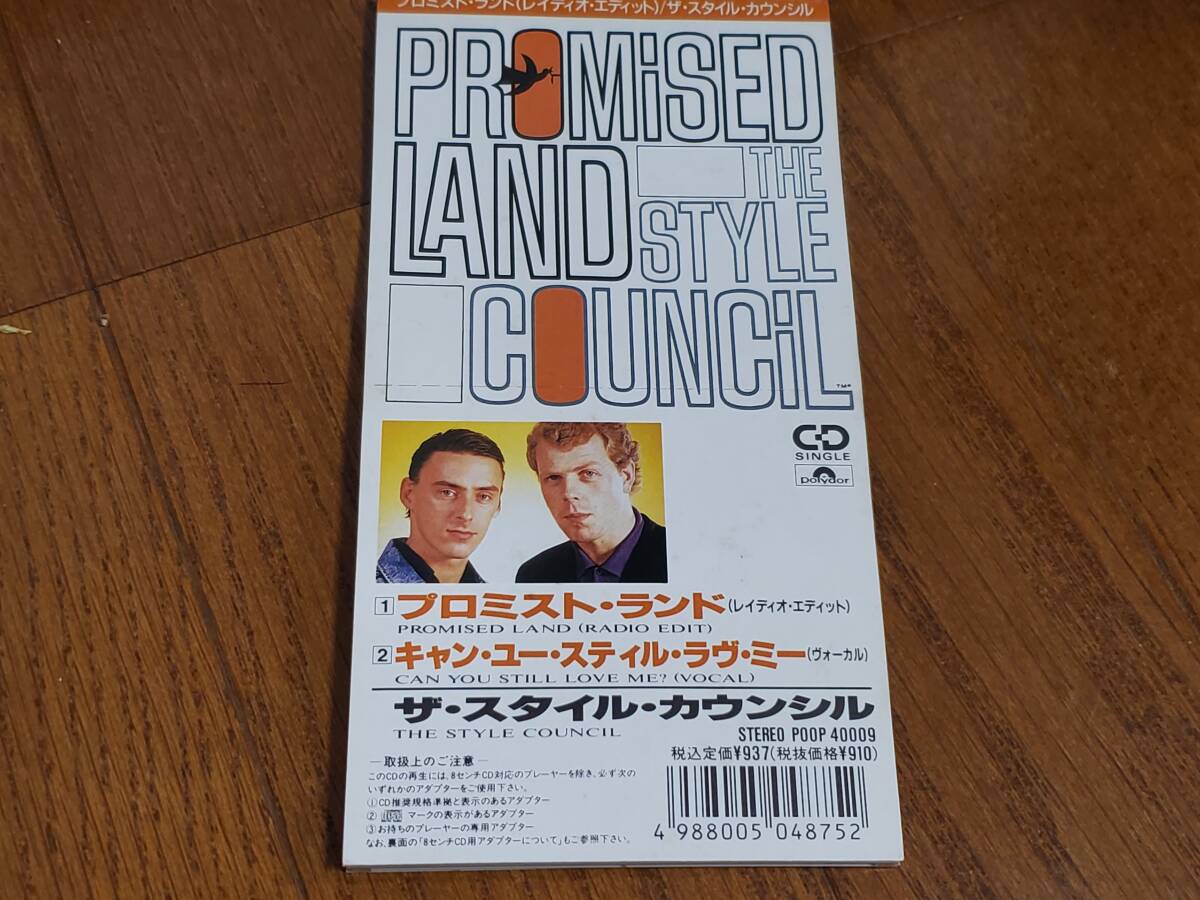 プロミスト・ランド(レイディオ・エディット)/ザ・スタイル・カウンシル
PROMiSED
LAND THE
STYLE
COUNCiL
TM
CD
SINGLE
polydor
1 プロミスト・ランド(レイディオ・エディット)
PROMISED LAND (RADIO EDIT)
2 キャン・ユー・スティル・ラヴ・ミー(ヴォーカル)
CAN YOU STILL LOVE ME? (VOCAL)
ザ・スタイル・カウンシル
THE STYLE COUNCIL
STEREO POOP 40009
税込定価¥937(税抜価格¥910)
—取扱上のご注意—
このCDの再生には、8センチCD対応のプレーヤーを除き、必ず次の
いずれかのアダプターをご使用下さい。
①CD推奨規格準拠と表示のあるアダプター
② マークの表示があるアダプター
③お持ちのプレーヤーの専用アダプター
なお、裏面の「8センチCD用アダプターについて」もご参照下さい。
4 988005 048752